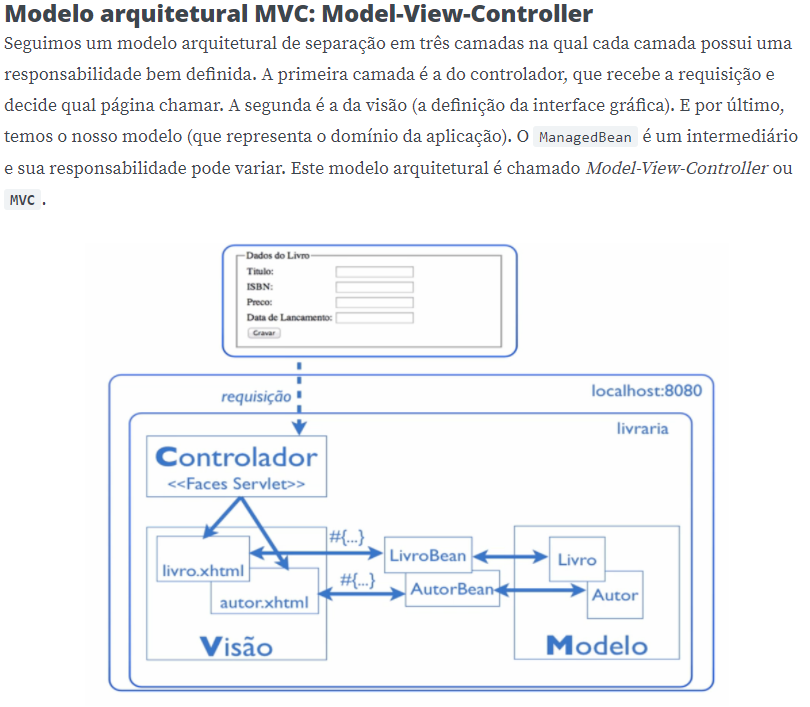 Modelo arquitetural MVC: Model-View-Controller
Seguimos um modelo arquitetural de separação em três camadas na qual cada camada possui uma
responsabilidade bem definida. A primeira camada é a do controlador, que recebe a requisição e
decide qual página chamar. A segunda é a da visão (a definição da interface gráfica). E por último,
temos o nosso modelo (que representa o domínio da aplicação). O ManagedBean é um intermediário
e sua responsabilidade pode variar. Este modelo arquitetural é chamado Model-View-Controller ou
MVC .
Dados do Livro
Titulo:
ISBN:
Preco:
Data de Lancamento:
Gravar
requisição
localhost:8080
livraria
Controlador
<<Faces Servlet>>
#{...}
livro.xhtml
LivroBean
Livro
#{...}
autor.xhtml
AutorBean
Autor
Visão
Modelo